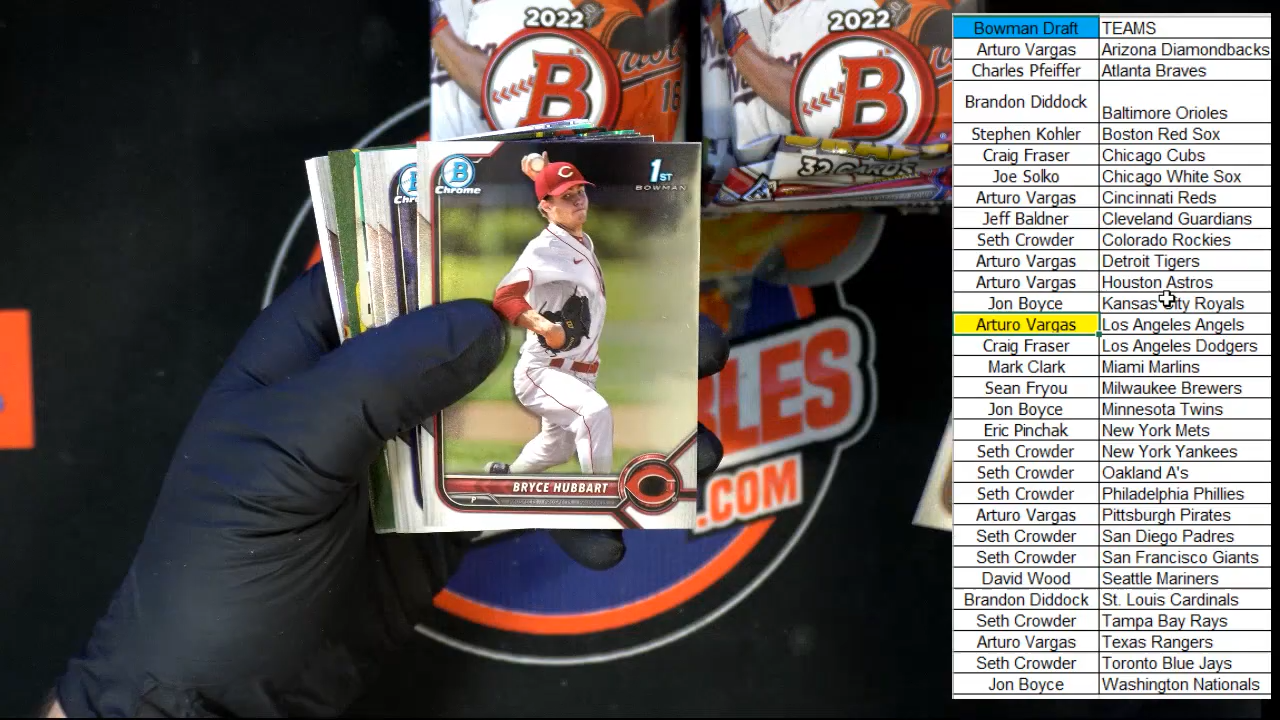 2022
B
16
2022
B
32 CARDS
B
Chrome
1ST
BOWMAN
C
BRYCE HUBBART
P
BLES
.COM
Bowman Draft TEAMS
Arturo Vargas Arizona Diamondbacks
Charles Pfeiffer Atlanta Braves
Brandon Diddock Baltimore Orioles
Stephen Kohler Boston Red Sox
Craig Fraser Chicago Cubs
Joe Solko Chicago White Sox
Arturo Vargas Cincinnati Reds
Jeff Baldner Cleveland Guardians
Seth Crowder Colorado Rockies
Arturo Vargas Detroit Tigers
Arturo Vargas Houston Astros
Jon Boyce Kansas City Royals
Arturo Vargas Los Angeles Angels
Craig Fraser Los Angeles Dodgers
Mark Clark Miami Marlins
Sean Fryou Milwaukee Brewers
Jon Boyce Minnesota Twins
Eric Pinchak New York Mets
Seth Crowder New York Yankees
Seth Crowder Oakland A's
Seth Crowder Philadelphia Phillies
Arturo Vargas Pittsburgh Pirates
Seth Crowder San Diego Padres
Seth Crowder San Francisco Giants
David Wood Seattle Mariners
Brandon Diddock St. Louis Cardinals
Seth Crowder Tampa Bay Rays
Arturo Vargas Texas Rangers
Seth Crowder Toronto Blue Jays
Jon Boyce Washington Nationals